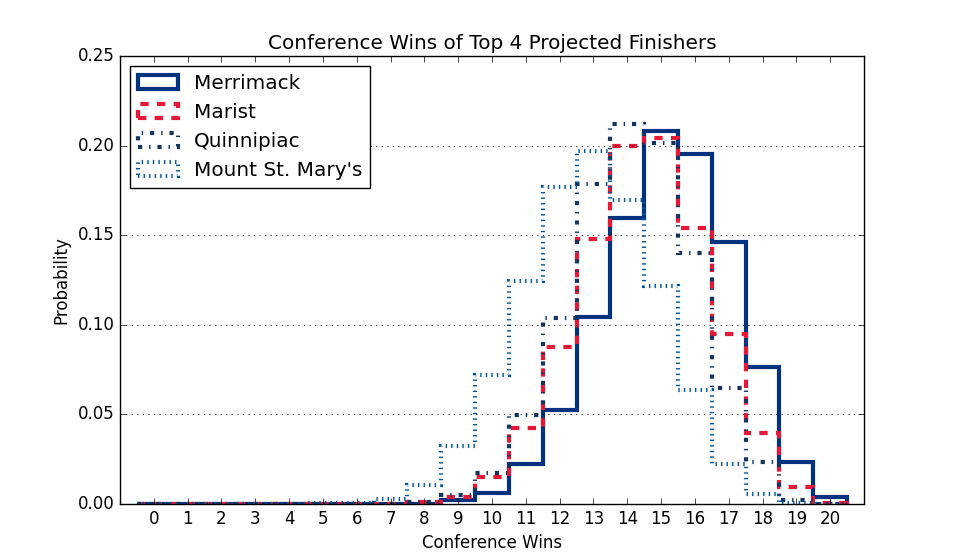 Conference Wins of Top 4 Projected Finishers
Merrimack
Marist
Quinnipiac
Mount St. Mary's
0.25
0.20
0.15
0.10
0.05
0.00
Probability
0 1 2 3 4 5 6 7 8 9 10 11 12 13 14 15 16 17 18 19 20
Conference Wins